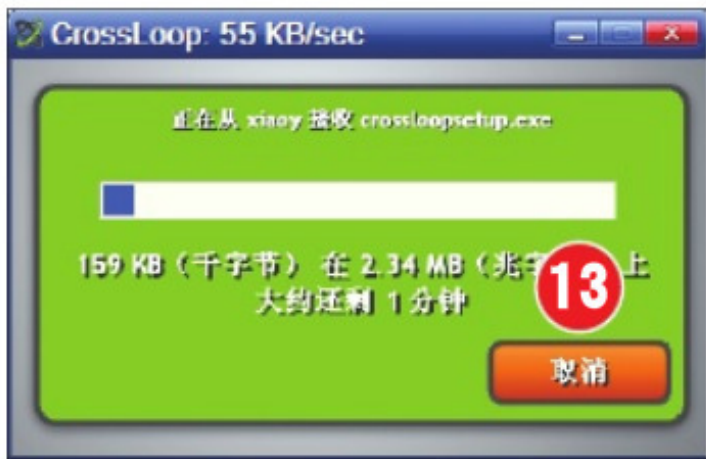 CrossLoop: 55 KB/sec
正在从 xiaoy 接收 crossloopsetup.exe
159 KB（千字节） 在 2.34 MB（兆字 上
大约还剩 1 分钟
13
取消